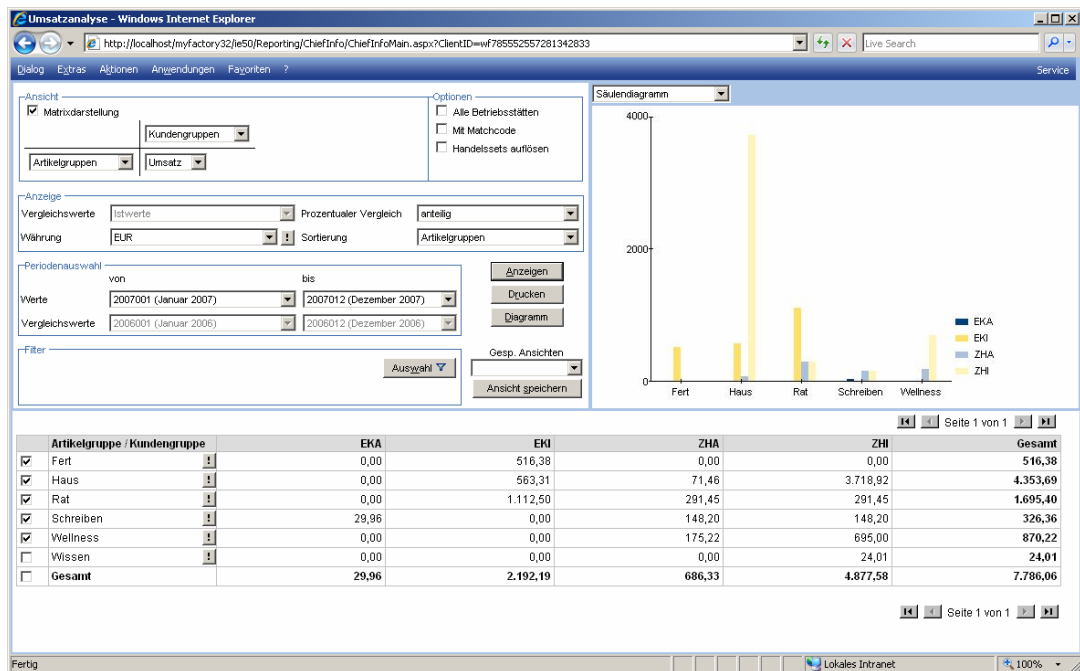 Umsatzanalyse - Windows Internet Explorer
http://localhost/myfactory32/ie50/Reporting/ChiefInfo/ChiefInfoMain.aspx?ClientID=wf785552557281342833
Live Search
Dialog Extras Aktionen Anwendungen Favoriten ? Service
Ansicht
Matrixdarstellung
Kundengruppen
Artikelgruppen Umsatz
Optionen
Alle Betriebsstätten
Mit Matchcode
Handelssets auflösen
Anzeige
Vergleichswerte Istwerte Prozentualer Vergleich anteilig
Währung EUR ! Sortierung Artikelgruppen
Periodenauswahl
von bis
Werte 2007001 (Januar 2007) 2007012 (Dezember 2007)
Vergleichswerte 2006001 (Januar 2006) 2006012 (Dezember 2006)
Anzeigen
Drucken
Diagramm
Filter
Auswahl
Gesp. Ansichten
Ansicht speichern
Säulendiagramm
4000
2000
0
Fert Haus Rat Schreiben Wellness
EKA
EKI
ZHA
ZHI
Seite 1 von 1
Artikelgruppe / Kundengruppe EKA EKI ZHA ZHI Gesamt
Fert ! 0,00 516,38 0,00 0,00 516,38
Haus ! 0,00 563,31 71,46 3.718,92 4.353,69
Rat ! 0,00 1.112,50 291,45 291,45 1.695,40
Schreiben ! 29,96 0,00 148,20 148,20 326,36
Wellness ! 0,00 0,00 175,22 695,00 870,22
Wissen ! 0,00 0,00 0,00 24,01 24,01
Gesamt 29,96 2.192,19 686,33 4.877,58 7.786,06
Seite 1 von 1
Fertig Lokales Intranet 100%